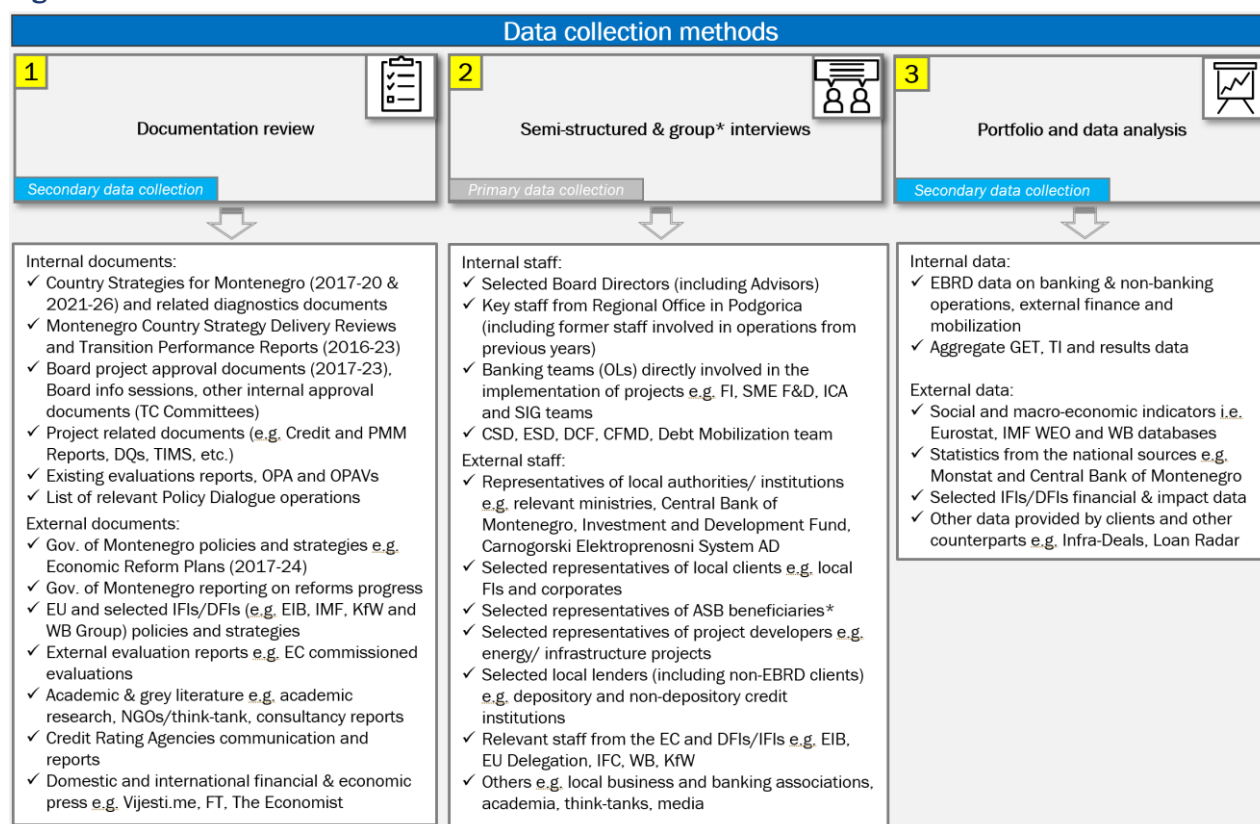 Data collection methods
1
Documentation review
Secondary data collection
Internal documents:
✓ Country Strategies for Montenegro (2017-20 &
2021-26) and related diagnostics documents
✓ Montenegro Country Strategy Delivery Reviews
and Transition Performance Reports (2016-23)
✓ Board project approval documents (2017-23),
Board info sessions, other internal approval
documents (TC Committees)
✓ Project related documents (e.g. Credit and PMM
Reports, DQs, TIMS, etc.)
✓ Existing evaluations reports, OPA and OPAVs
✓ List of relevant Policy Dialogue operations
External documents:
✓ Gov. of Montenegro policies and strategies e.g.
Economic Reform Plans (2017-24)
✓ Gov. of Montenegro reporting on reforms progress
✓ EU and selected IFIs/DFIs (e.g. EIB, IMF, KfW and
WB Group) policies and strategies
✓ External evaluation reports e.g. EC commissioned
evaluations
✓ Academic & grey literature e.g. academic
research, NGOs/think-tank, consultancy reports
✓ Credit Rating Agencies communication and
reports
✓ Domestic and international financial & economic
press e.g. Vijesti.me, FT, The Economist
2
Semi-structured & group* interviews
Primary data collection
Internal staff:
✓ Selected Board Directors (including Advisors)
✓ Key staff from Regional Office in Podgorica
(including former staff involved in operations from
previous years)
✓ Banking teams (OLs) directly involved in the
implementation of projects e.g. FI, SME F&D, ICA
and SIG teams
✓ CSD, ESD, DCF, CFMD, Debt Mobilization team
External staff:
✓ Representatives of local authorities/ institutions
e.g. relevant ministries, Central Bank of
Montenegro, Investment and Development Fund,
Carnogorski Elektroprenosni System AD
✓ Selected representatives of local clients e.g. local
FIs and corporates
✓ Selected representatives of ASB beneficiaries*
✓ Selected representatives of project developers e.g.
energy/ infrastructure projects
✓ Selected local lenders (including non-EBRD clients)
e.g. depository and non-depository credit
institutions
✓ Relevant staff from the EC and DFIs/IFIs e.g. EIB,
EU Delegation, IFC, WB, KfW
✓ Others e.g. local business and banking associations,
academia, think-tanks, media
3
Portfolio and data analysis
Secondary data collection
Internal data:
✓ EBRD data on banking & non-banking
operations, external finance and
mobilization
✓ Aggregate GET, TI and results data
External data:
✓ Social and macro-economic indicators i.e.
Eurostat, IMF WEO and WB databases
✓ Statistics from the national sources e.g.
Monstat and Central Bank of Montenegro
✓ Selected IFIs/DFIs financial & impact data
✓ Other data provided by clients and other
counterparts e.g. Infra-Deals, Loan Radar